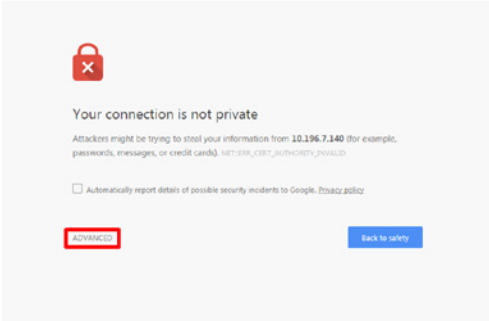 Your connection is not private
Attackers might be trying to steal your information from 10.196.7.140 (for example,
passwords, messages, or credit cards). NET::ERR_CERT_AUTHORITY_INVALID
Automatically report details of possible security incidents to Google. Privacy policy
ADVANCED
Back to safety